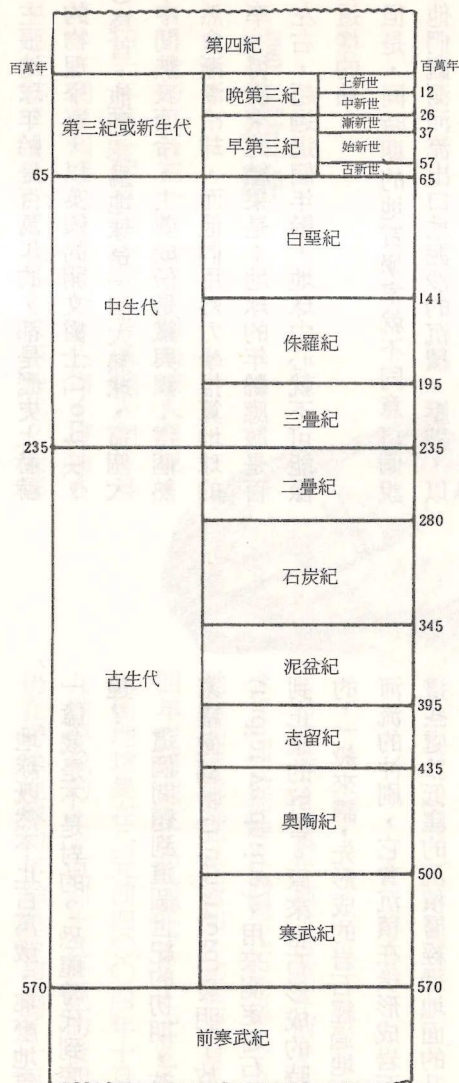 第四紀
百萬年
百萬年
第三紀或新生代
晚第三紀
上新世
12
中新世
26
早第三紀
漸新世
37
始新世
57
古新世
65
65
中生代
白堊紀
141
侏羅紀
195
三疊紀
235
235
古生代
二疊紀
280
石炭紀
345
泥盆紀
395
志留紀
435
奧陶紀
500
寒武紀
570
570
前寒武紀